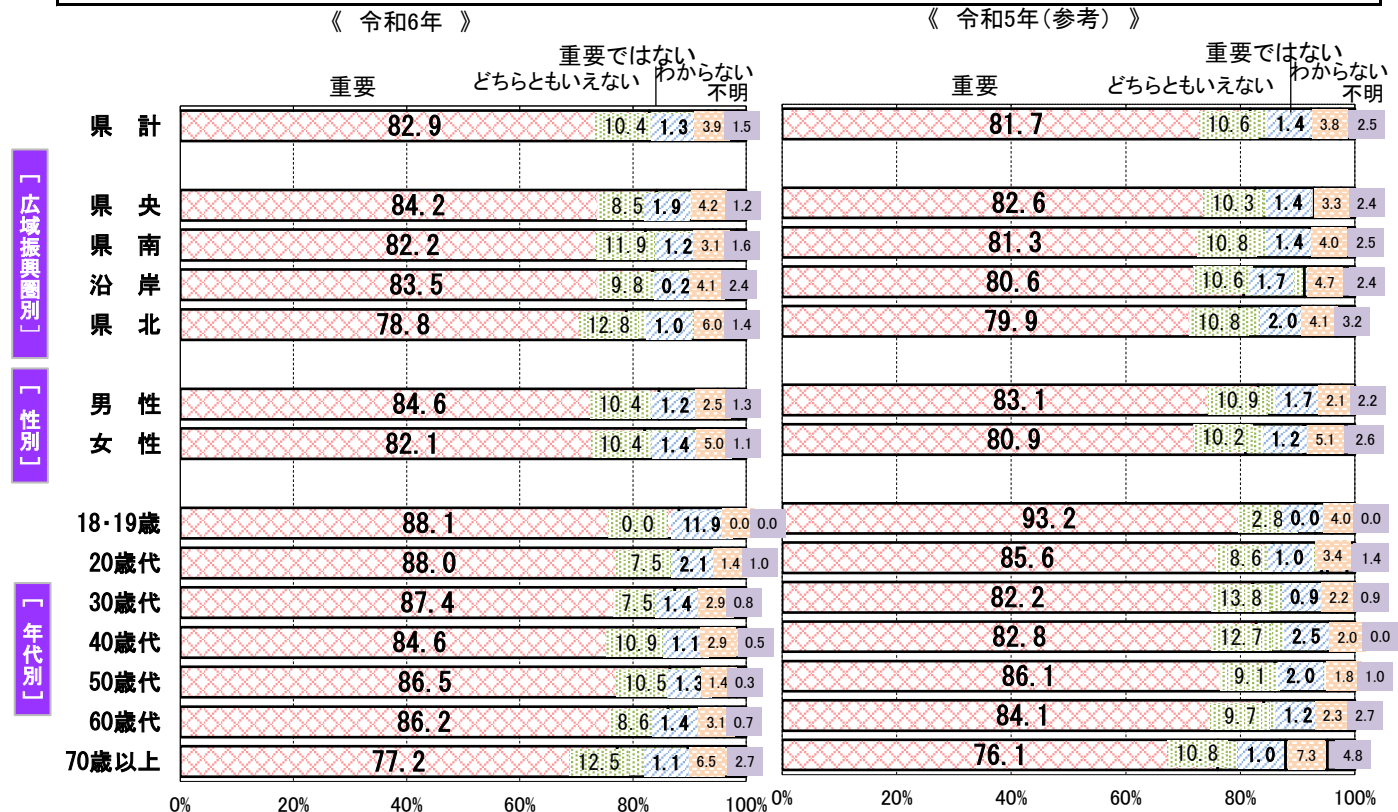 《 令和6年 》
《 令和5年(参考) 》
重要
どちらともいえない
重要ではない
わからない
不明
重要
どちらともいえない
重要ではない
わからない
不明
県 計 82.9 10.4 1.3 3.9 1.5 81.7 10.6 1.4 3.8 2.5
[広域振興圏別]
県 央 84.2 8.5 1.9 4.2 1.2 82.6 10.3 1.4 3.3 2.4
県 南 82.2 11.9 1.2 3.1 1.6 81.3 10.8 1.4 4.0 2.5
沿 岸 83.5 9.8 0.2 4.1 2.4 80.6 10.6 1.7 4.7 2.4
県 北 78.8 12.8 1.0 6.0 1.4 79.9 10.8 2.0 4.1 3.2
[性別]
男 性 84.6 10.4 1.2 2.5 1.3 83.1 10.9 1.7 2.1 2.2
女 性 82.1 10.4 1.4 5.0 1.1 80.9 10.2 1.2 5.1 2.6
[年代別]
18・19歳 88.1 0.0 11.9 0.0 0.0 93.2 2.8 0.0 4.0 0.0
20歳代 88.0 7.5 2.1 1.4 1.0 85.6 8.6 1.0 3.4 1.4
30歳代 87.4 7.5 1.4 2.9 0.8 82.2 13.8 0.9 2.2 0.9
40歳代 84.6 10.9 1.1 2.9 0.5 82.8 12.7 2.5 2.0 0.0
50歳代 86.5 10.5 1.3 1.4 0.3 86.1 9.1 2.0 1.8 1.0
60歳代 86.2 8.6 1.4 3.1 0.7 84.1 9.7 1.2 2.3 2.7
70歳以上 77.2 12.5 1.1 6.5 2.7 76.1 10.8 1.0 7.3 4.8
0% 20% 40% 60% 80% 100% 0% 20% 40% 60% 80% 100%